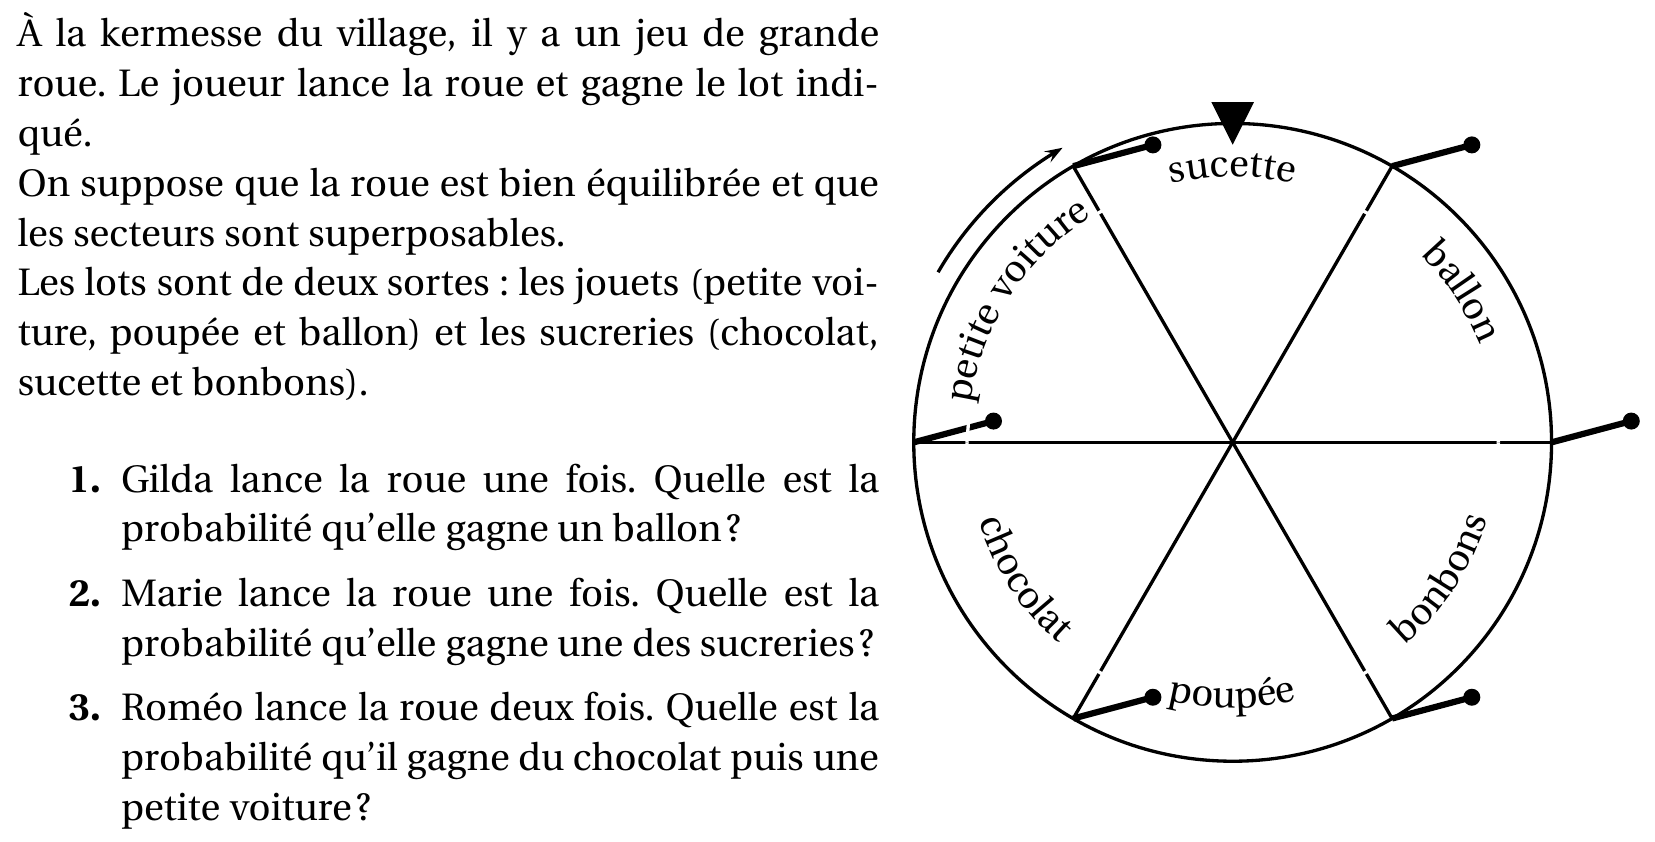 À la kermesse du village, il y a un jeu de grande
roue. Le joueur lance la roue et gagne le lot indi-
qué.
On suppose que la roue est bien équilibrée et que
les secteurs sont superposables.
Les lots sont de deux sortes : les jouets (petite voi-
ture, poupée et ballon) et les sucreries (chocolat,
sucette et bonbons).
1. Gilda lance la roue une fois. Quelle est la
probabilité qu'elle gagne un ballon ?
2. Marie lance la roue une fois. Quelle est la
probabilité qu'elle gagne une des sucreries ?
3. Roméo lance la roue deux fois. Quelle est la
probabilité qu'il gagne du chocolat puis une
petite voiture ?
sucette
ballon
bonbons
poupée
chocolat
petite voiture